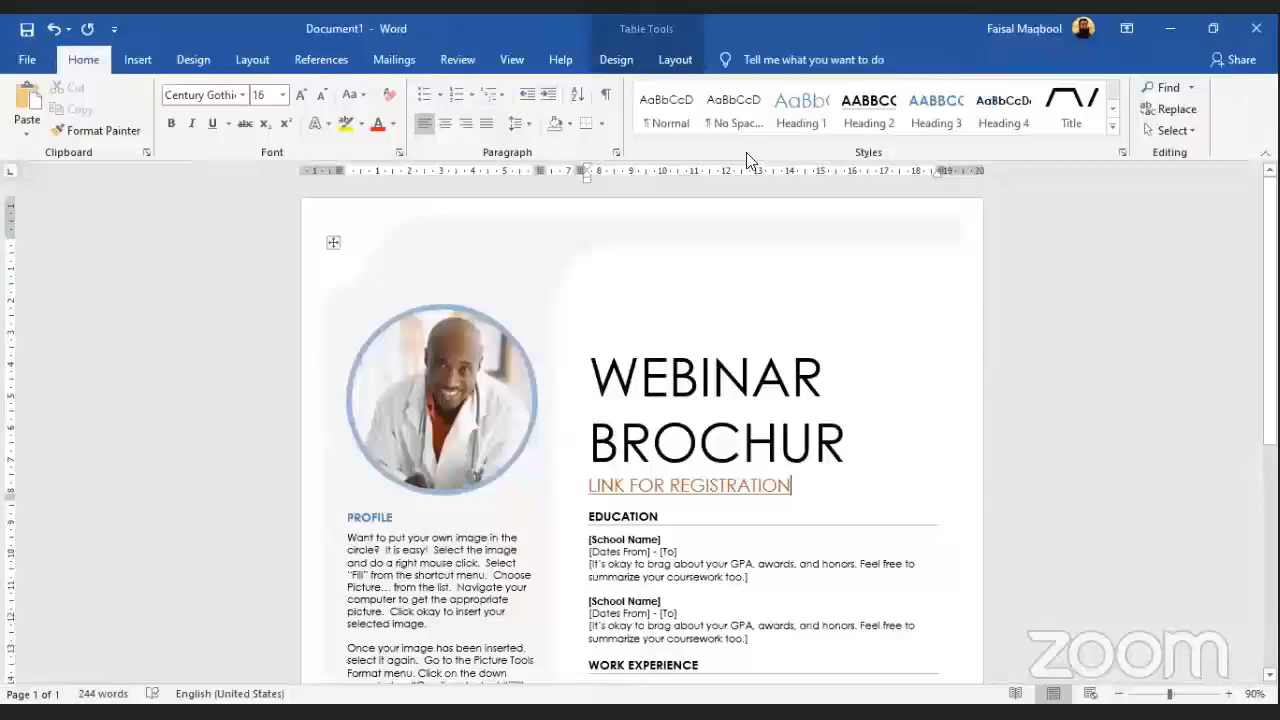 Document1 - Word
Table Tools
Faisal Maqbool
File
Home
Insert
Design
Layout
References
Mailings
Review
View
Help
Design
Layout
Tell me what you want to do
Share
Paste
Cut
Copy
Format Painter
Clipboard
Century Gothi
16
Font
Paragraph
AaBbCcD
¶ Normal
AaBbCcD
¶ No Spac...
AaBb(
Heading 1
AABBCC
Heading 2
AABBCC
Heading 3
AaBbCcDc
Heading 4
Title
Styles
Find
Replace
Select
Editing
WEBINAR
BROCHUR
LINK FOR REGISTRATION
PROFILE
Want to put your own image in the
circle? It is easy! Select the image
and do a right mouse click. Select
"Fill" from the shortcut menu. Choose
Picture... from the list. Navigate your
computer to get the appropriate
picture. Click okay to insert your
selected image.
Once your image has been inserted,
select it again. Go to the Picture Tools
Format menu. Click on the down
EDUCATION
[School Name]
[Dates From] - [To]
[It's okay to brag about your GPA, awards, and honors. Feel free to
summarize your coursework too.]
[School Name]
[Dates From] - [To]
[It's okay to brag about your GPA, awards, and honors. Feel free to
summarize your coursework too.]
WORK EXPERIENCE
zoom
Page 1 of 1
244 words
English (United States)
90%